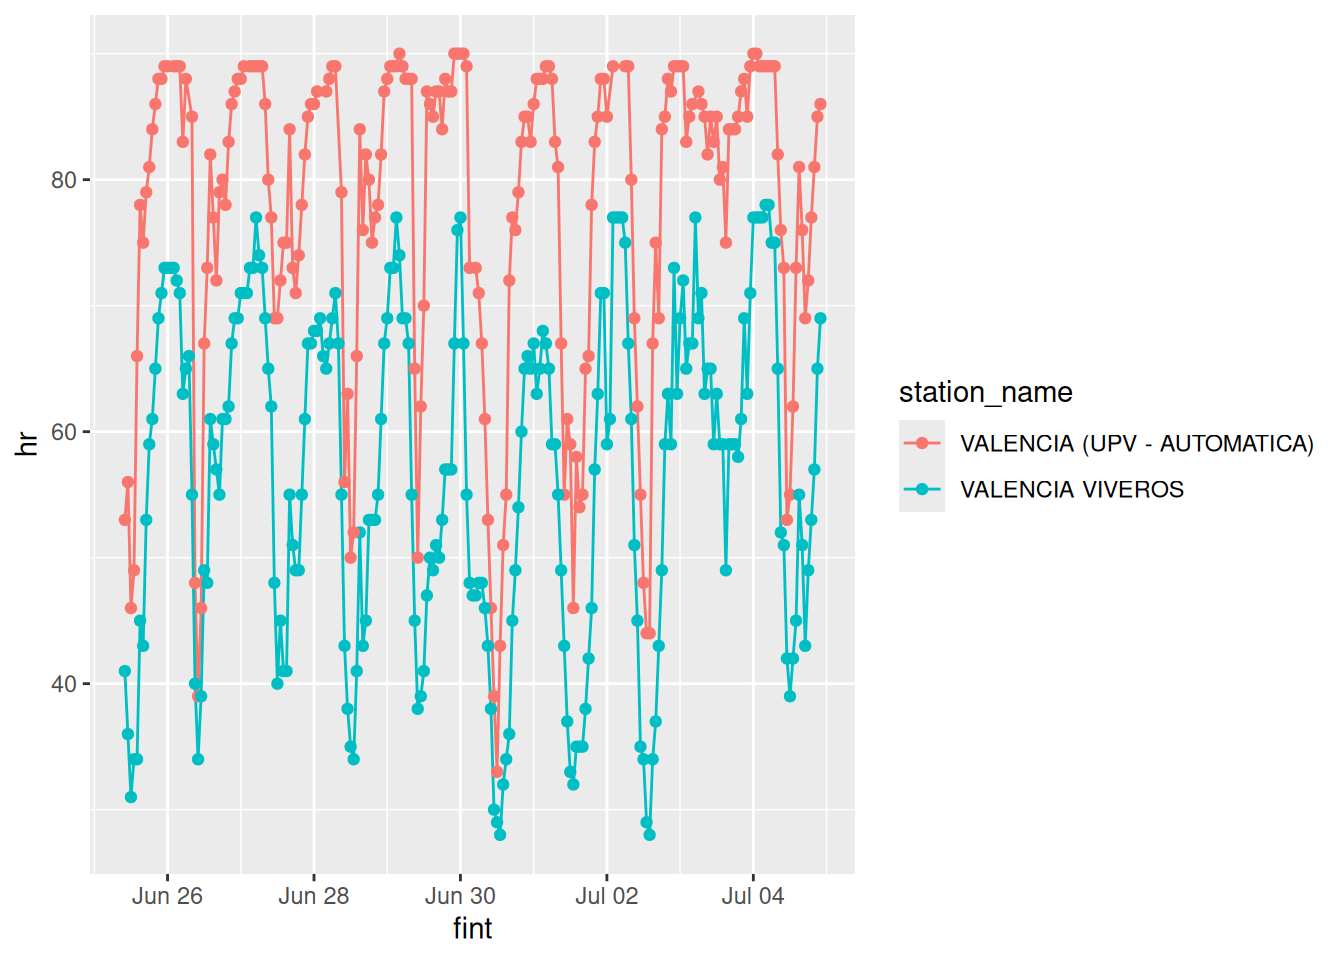 80
60
40
hr
Jun 26
Jun 28
Jun 30
Jul 02
Jul 04
fint
station_name
VALENCIA (UPV - AUTOMATICA)
VALENCIA VIVEROS